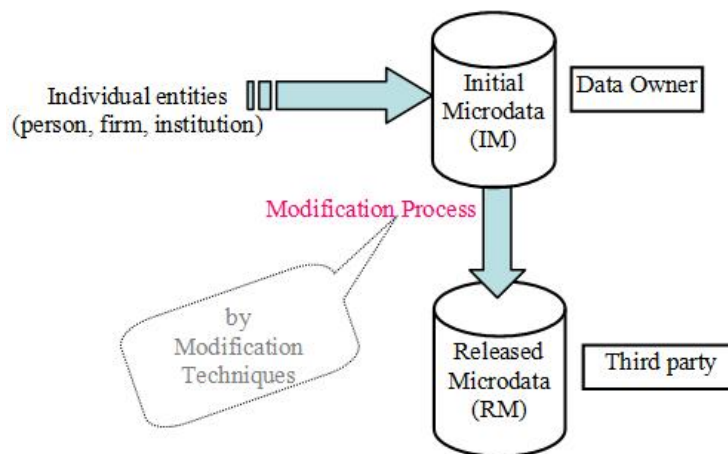 Individual entities
(person, firm, institution)
Initial
Microdata
(IM)
Data Owner
Modification Process
by
Modification
Techniques
Released
Microdata
(RM)
Third party